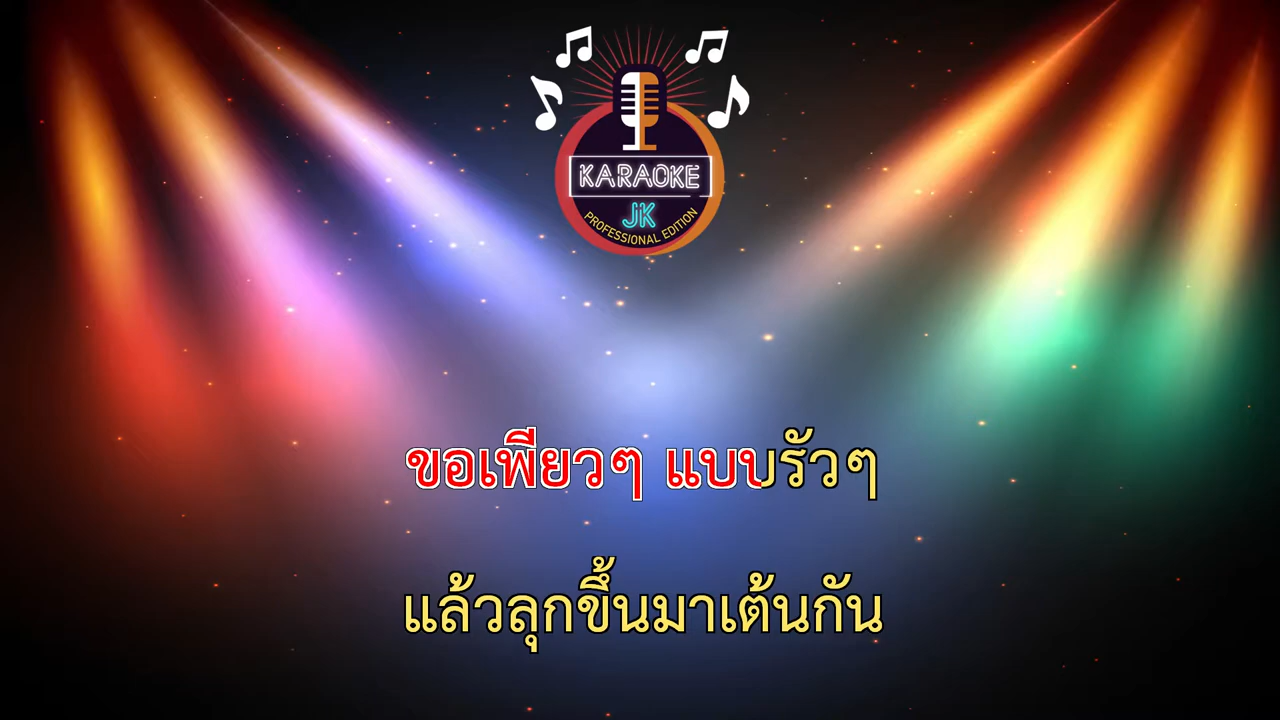 KARAOKE
JK
PROFESSIONAL EDITION
ขอเพียวๆ แบบรัวๆ
แล้วลุกขึ้นมาเต้นกัน